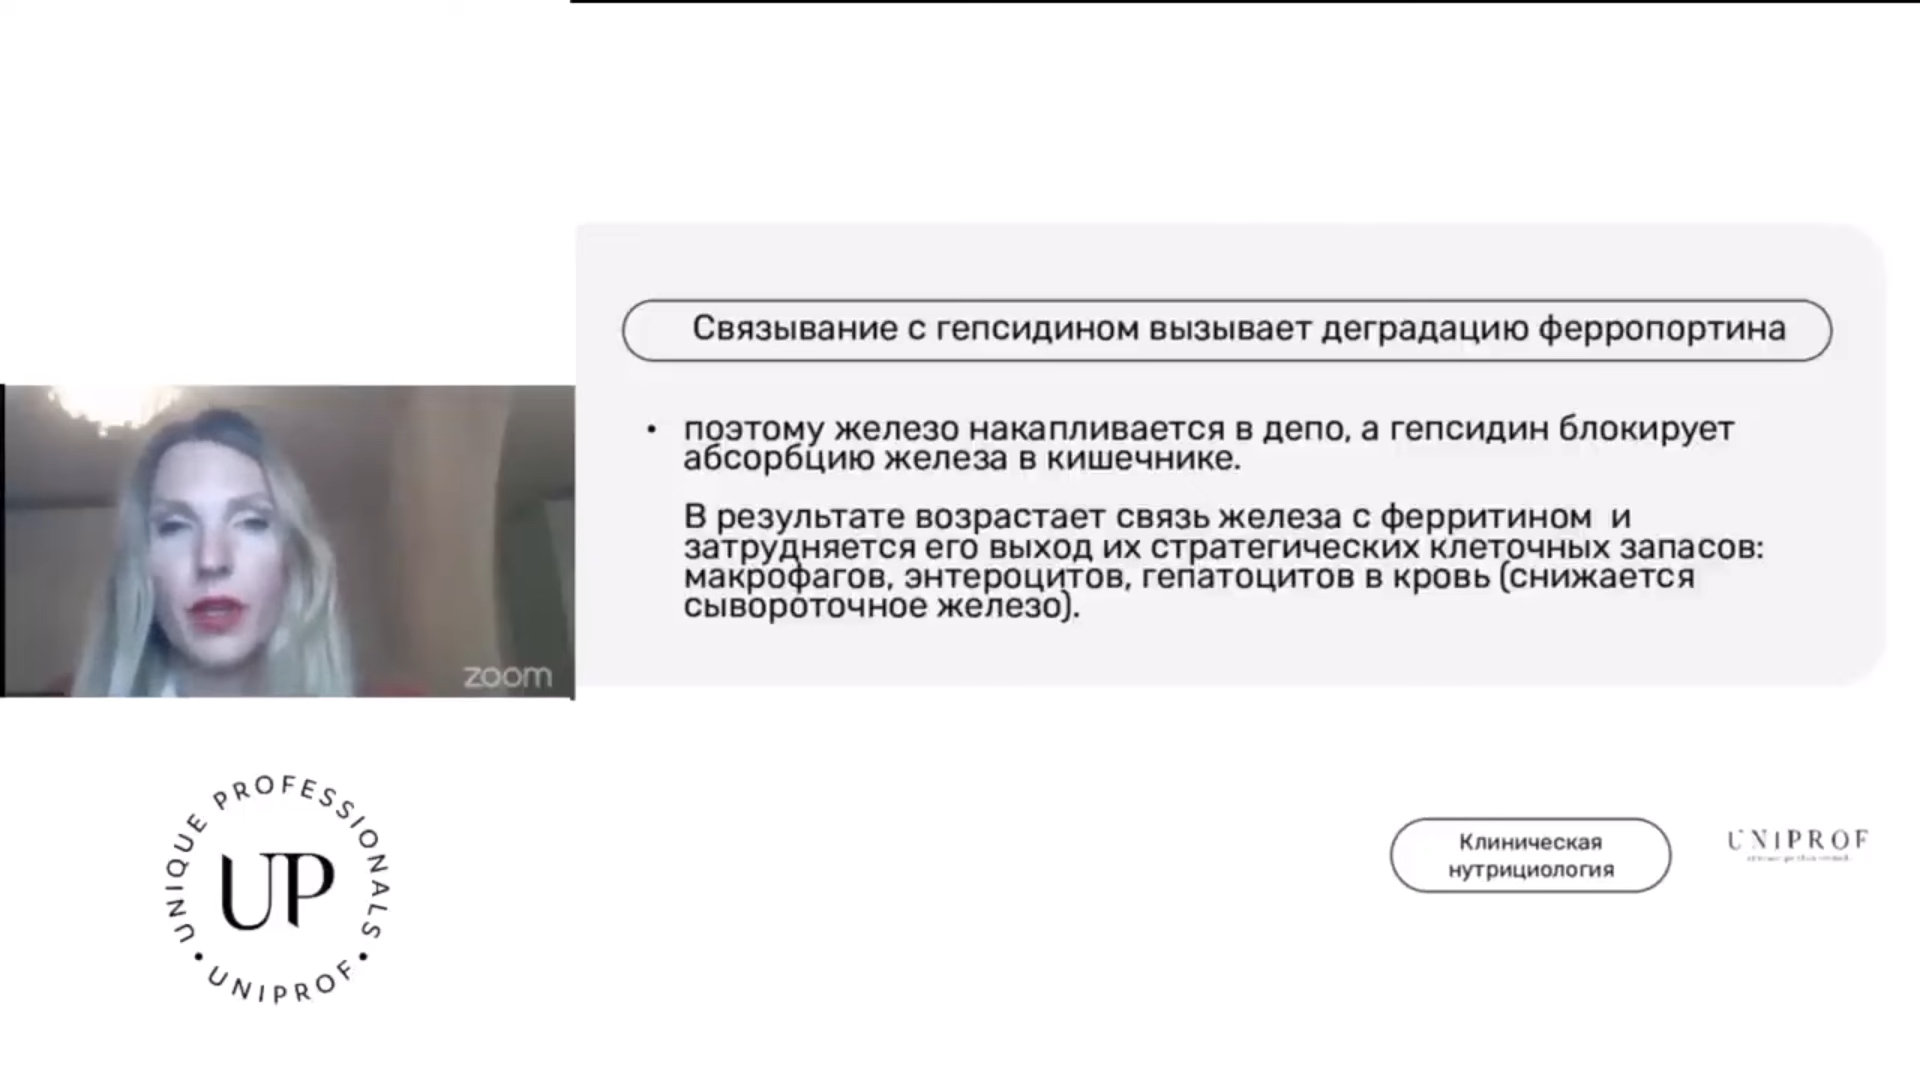 Связывание с гепсидином вызывает деградацию ферропортина
• поэтому железо накапливается в депо, а гепсидин блокирует
абсорбцию железа в кишечнике.
В результате возрастает связь железа с ферритином и
затрудняется его выход их стратегических клеточных запасов:
макрофагов, энтероцитов, гепатоцитов в кровь (снижается
сывороточное железо).
zoom
UNIQUE PROFESSIONALS
UP
• UNIPROF •
Клиническая
нутрициология
UNIPROF